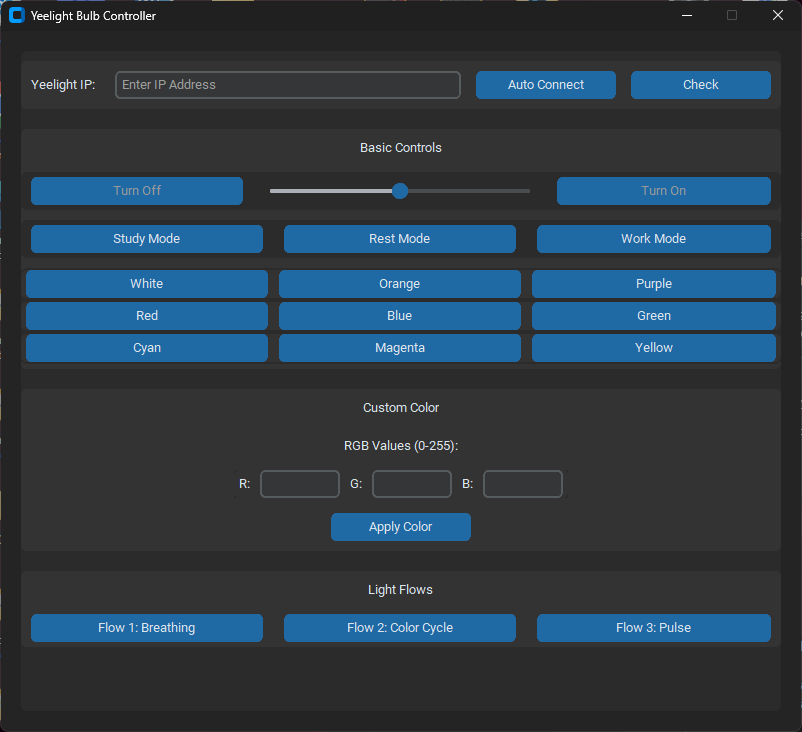 Yeelight Bulb Controller
Yeelight IP: Enter IP Address Auto Connect Check
Basic Controls
Turn Off Turn On
Study Mode Rest Mode Work Mode
White Orange Purple
Red Blue Green
Cyan Magenta Yellow
Custom Color
RGB Values (0-255):
R: G: B:
Apply Color
Light Flows
Flow 1: Breathing Flow 2: Color Cycle Flow 3: Pulse